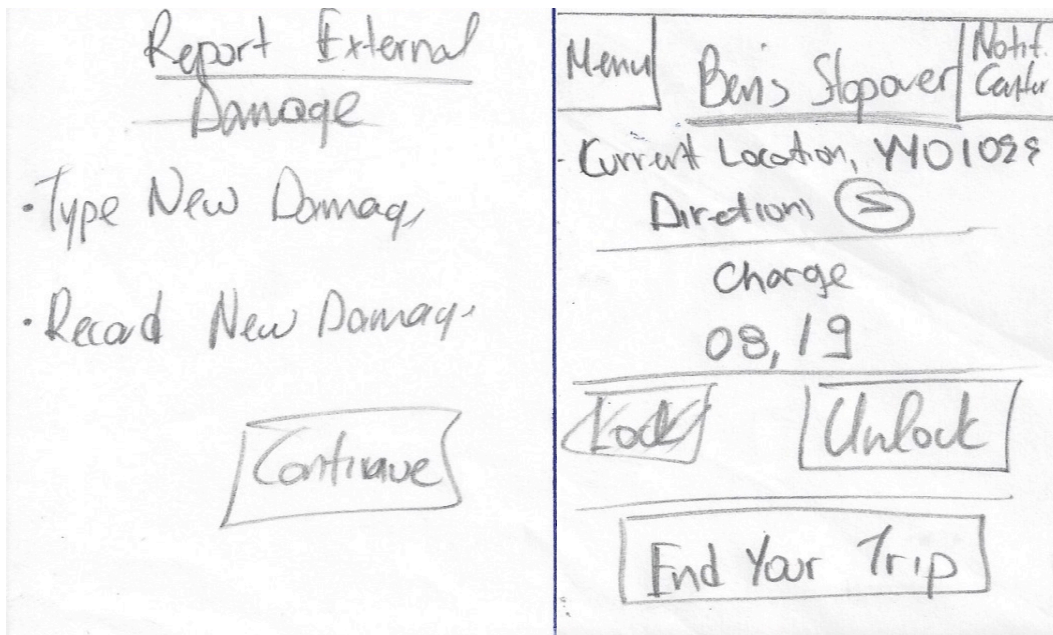 Report External
Damage
· Type New Damag
· Record New Damag
Continue
Menu
Ben's Stopover
Notif.
Center
- Current Location,
Directions
Charge
08,19
Lock
Unlock
End Your Trip